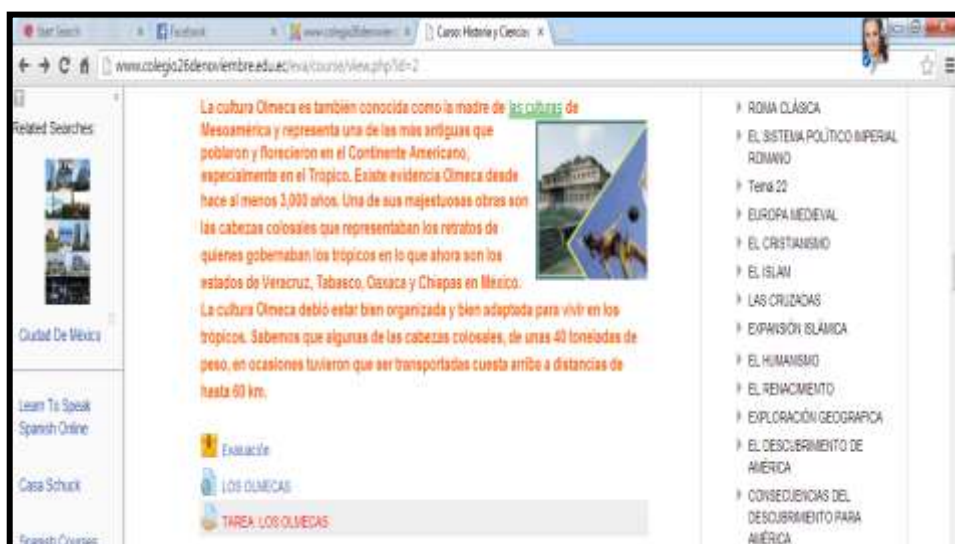 Start Search
Facebook
www.colegio26denoviembre
Curso: Historia y Ciencias
www.colegio26denoviembre.edu.ec/eva/course/view.php?id=2
Related Searches:
Ciudad De México
Learn To Speak
Spanish Online
Casa Schuck
Spanish Courses
La cultura Olmeca es también conocida como la madre de las culturas de
Mesoamérica y representa una de las más antiguas que
poblaron y florecieron en el Continente Americano,
especialmente en el Trópico. Existe evidencia Olmeca desde
hace al menos 3,000 años. Una de sus majestuosas obras son
las cabezas colosales que representaban los retratos de
quienes gobernaban los trópicos en lo que ahora son los
estados de Veracruz, Tabasco, Oaxaca y Chiapas en México.
La cultura Olmeca debió estar bien organizada y bien adaptada para vivir en los
trópicos. Sabemos que algunas de las cabezas colosales, de unas 40 toneladas de
peso, en ocasiones tuvieron que ser transportadas cuesta arriba a distancias de
hasta 60 km.
Evaluación
LOS OLMECAS
TAREA: LOS OLMECAS
ROMA CLÁSICA
EL SISTEMA POLÍTICO IMPERIAL
ROMANO
Tema 22
EUROPA MEDIEVAL
EL CRISTIANISMO
EL ISLAM
LAS CRUZADAS
EXPANSIÓN ISLÁMICA
EL HUMANISMO
EL RENACIMIENTO
EXPLORACIÓN GEOGRAFICA
EL DESCUBRIMIENTO DE
AMÉRICA
CONSECUENCIAS DEL
DESCUBRIMIENTO PARA
AMÉRICA